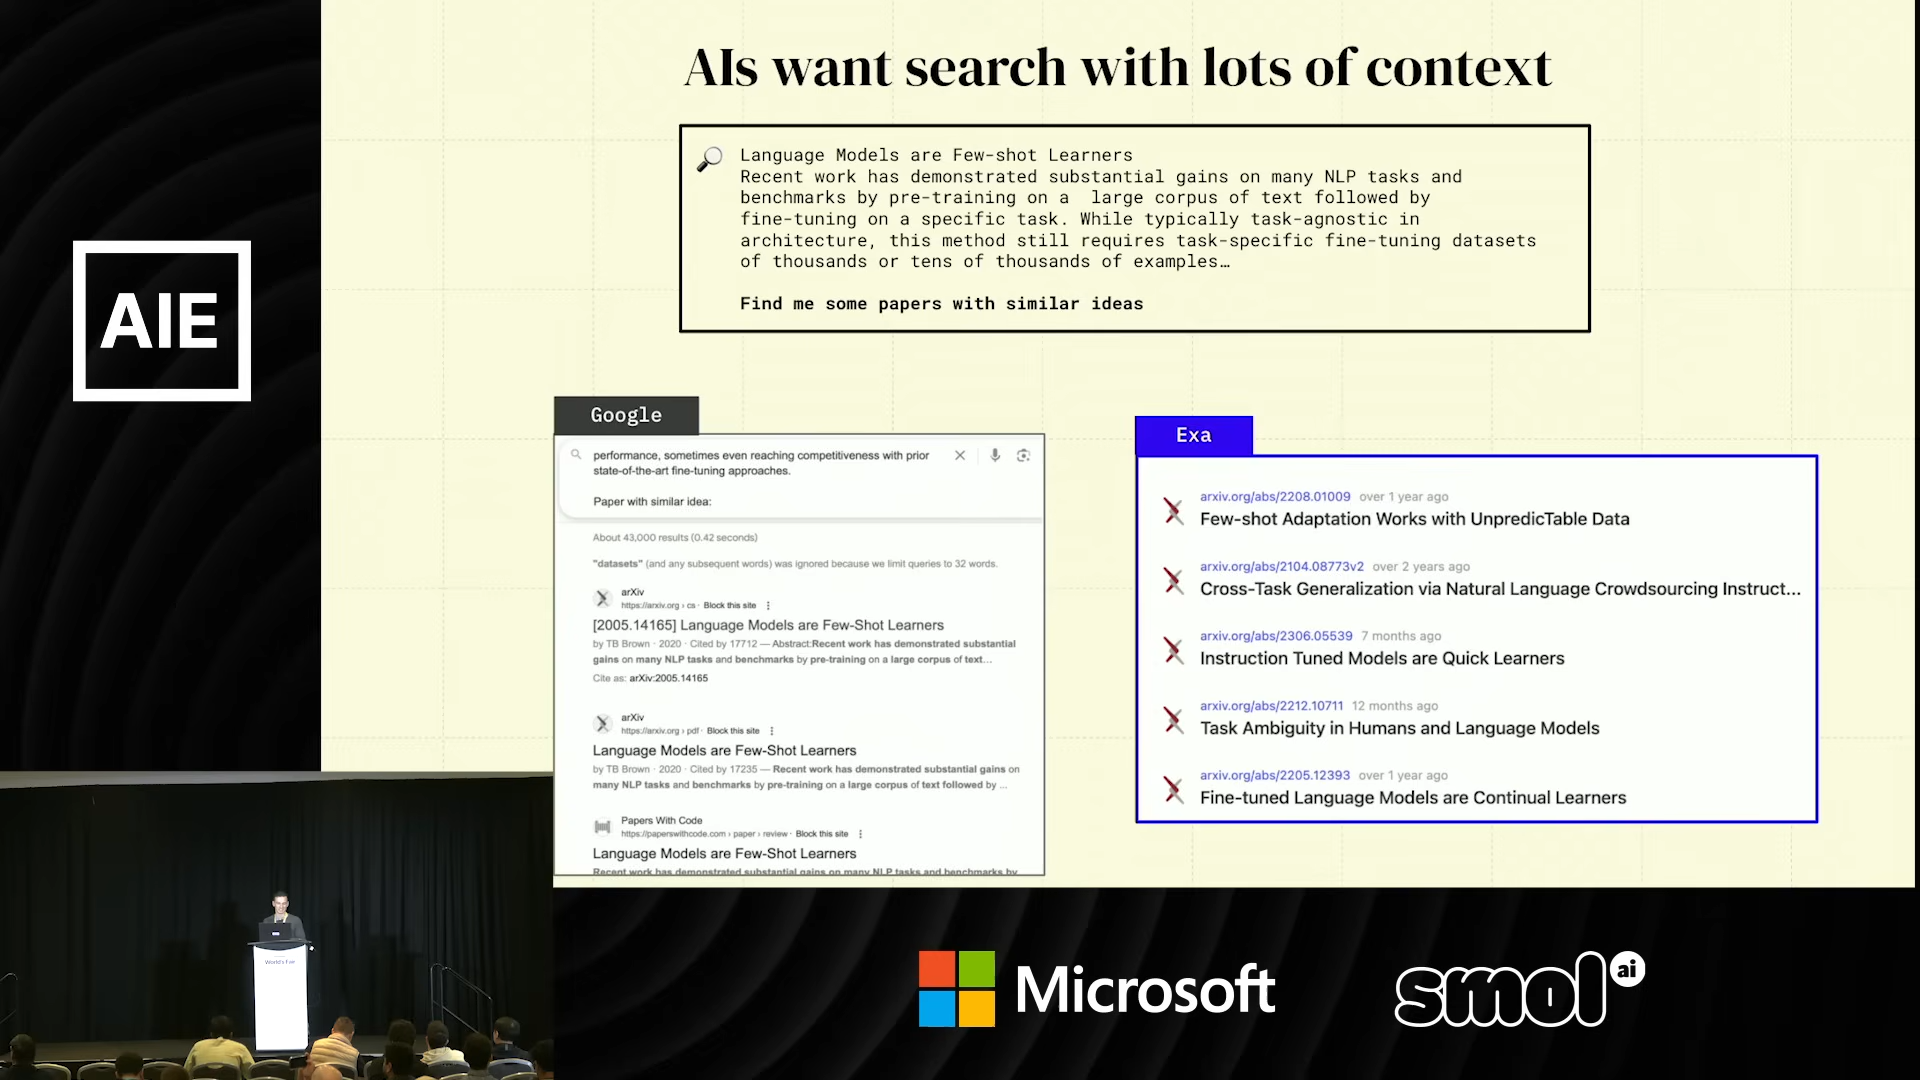 AIs want search with lots of context
Language Models are Few-shot Learners
Recent work has demonstrated substantial gains on many NLP tasks and
benchmarks by pre-training on a large corpus of text followed by
fine-tuning on a specific task. While typically task-agnostic in
architecture, this method still requires task-specific fine-tuning datasets
of thousands or tens of thousands of examples…
Find me some papers with similar ideas
AIE
Google
performance, sometimes even reaching competitiveness with prior
state-of-the-art fine-tuning approaches.
Paper with similar idea:
About 43,000 results (0.42 seconds)
"datasets" (and any subsequent words) was ignored because we limit queries to 32 words.
arXiv
https://arxiv.org › cs · Block this site
[2005.14165] Language Models are Few-Shot Learners
by TB Brown · 2020 · Cited by 17712 — Abstract:Recent work has demonstrated substantial
gains on many NLP tasks and benchmarks by pre-training on a large corpus of text...
Cite as: arXiv:2005.14165
arXiv
https://arxiv.org › pdf · Block this site
Language Models are Few-Shot Learners
by TB Brown · 2020 · Cited by 17235 — Recent work has demonstrated substantial gains on
many NLP tasks and benchmarks by pre-training on a large corpus of text followed by ...
Papers With Code
https://paperswithcode.com › paper › review · Block this site
Language Models are Few-Shot Learners
Recent work has demonstrated substantial gains on many NLP tasks and benchmarks by
Exa
arxiv.org/abs/2208.01009 over 1 year ago
Few-shot Adaptation Works with UnpredicTable Data
arxiv.org/abs/2104.08773v2 over 2 years ago
Cross-Task Generalization via Natural Language Crowdsourcing Instruct...
arxiv.org/abs/2306.05539 7 months ago
Instruction Tuned Models are Quick Learners
arxiv.org/abs/2212.10711 12 months ago
Task Ambiguity in Humans and Language Models
arxiv.org/abs/2205.12393 over 1 year ago
Fine-tuned Language Models are Continual Learners
World's Fair
Microsoft
smol ai